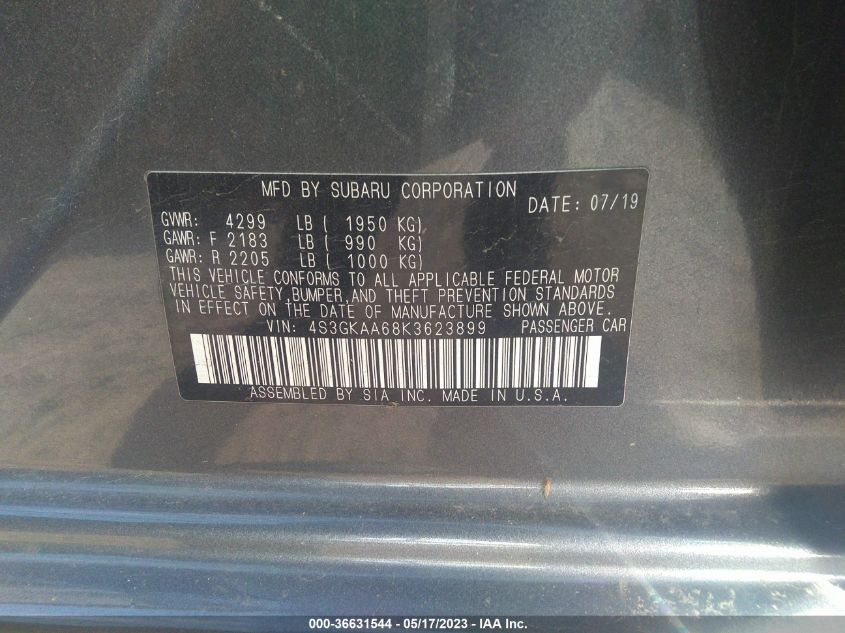 MFD BY SUBARU CORPORATION DATE: 07/19
GVWR: 4299 LB ( 1950 KG)
GAWR: F 2183 LB ( 990 KG)
GAWR: R 2205 LB ( 1000 KG)
THIS VEHICLE CONFORMS TO ALL APPLICABLE FEDERAL MOTOR
VEHICLE SAFETY,BUMPER,AND THEFT PREVENTION STANDARDS
IN EFFECT ON THE DATE OF MANUFACTURE SHOWN ABOVE.
VIN: 4S3GKAA68K3623899 PASSENGER CAR
ASSEMBLED BY SIA INC. MADE IN U.S.A.
000-36631544 - 05/17/2023 - IAA Inc.